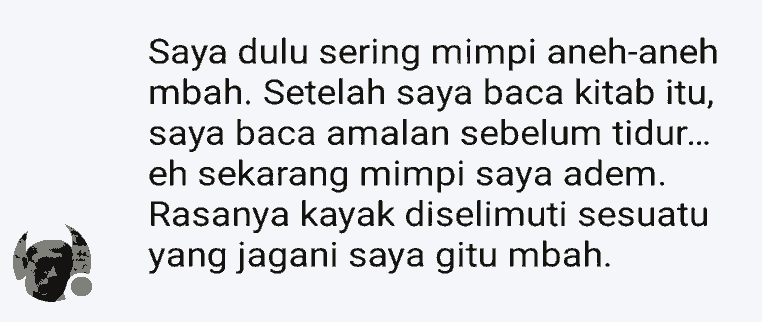 Saya dulu sering mimpi aneh-aneh
mbah. Setelah saya baca kitab itu,
saya baca amalan sebelum tidur...
eh sekarang mimpi saya adem.
Rasanya kayak diselimuti sesuatu
yang jagani saya gitu mbah.